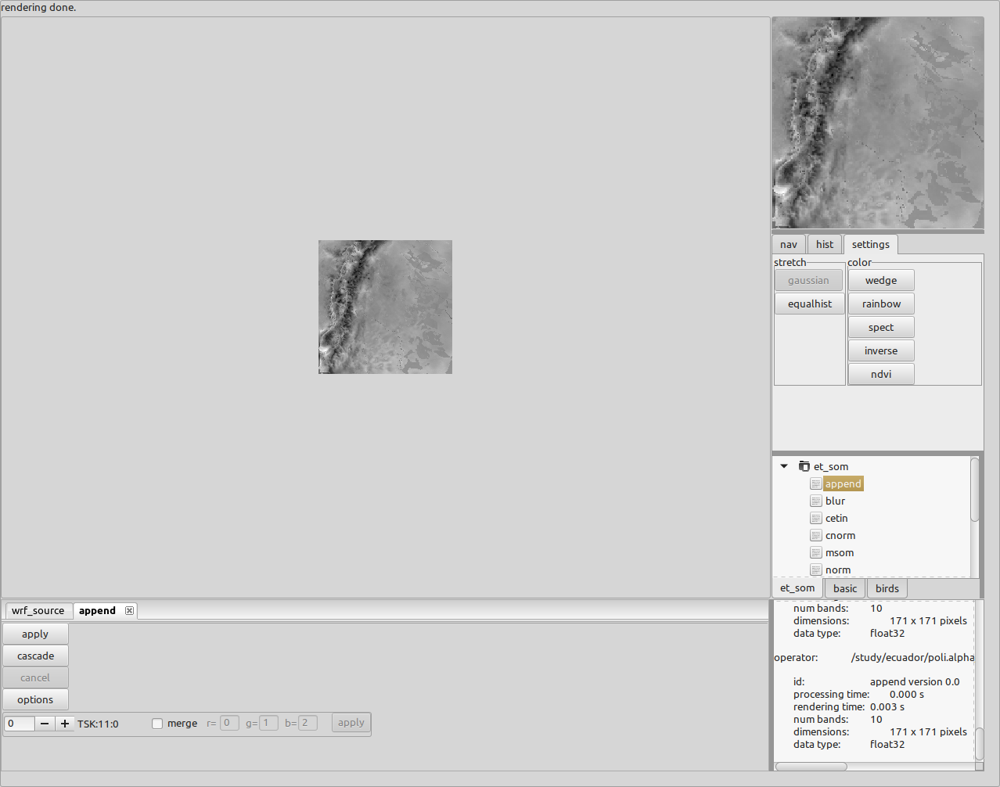 rendering done.
nav hist settings
stretch color
gaussian wedge
equalhist rainbow
spect
inverse
ndvi
et_som
append
blur
cetin
cnorm
msom
norm
et_som basic birds
wrf_source append
apply
cascade
cancel
options
0 TSK:11:0 merge r= 0 g= 1 b= 2 apply
num bands: 10
dimensions: 171 x 171 pixels
data type: float32
operator: /study/ecuador/poli.alpha
id: append version 0.0
processing time: 0.000 s
rendering time: 0.003 s
num bands: 10
dimensions: 171 x 171 pixels
data type: float32